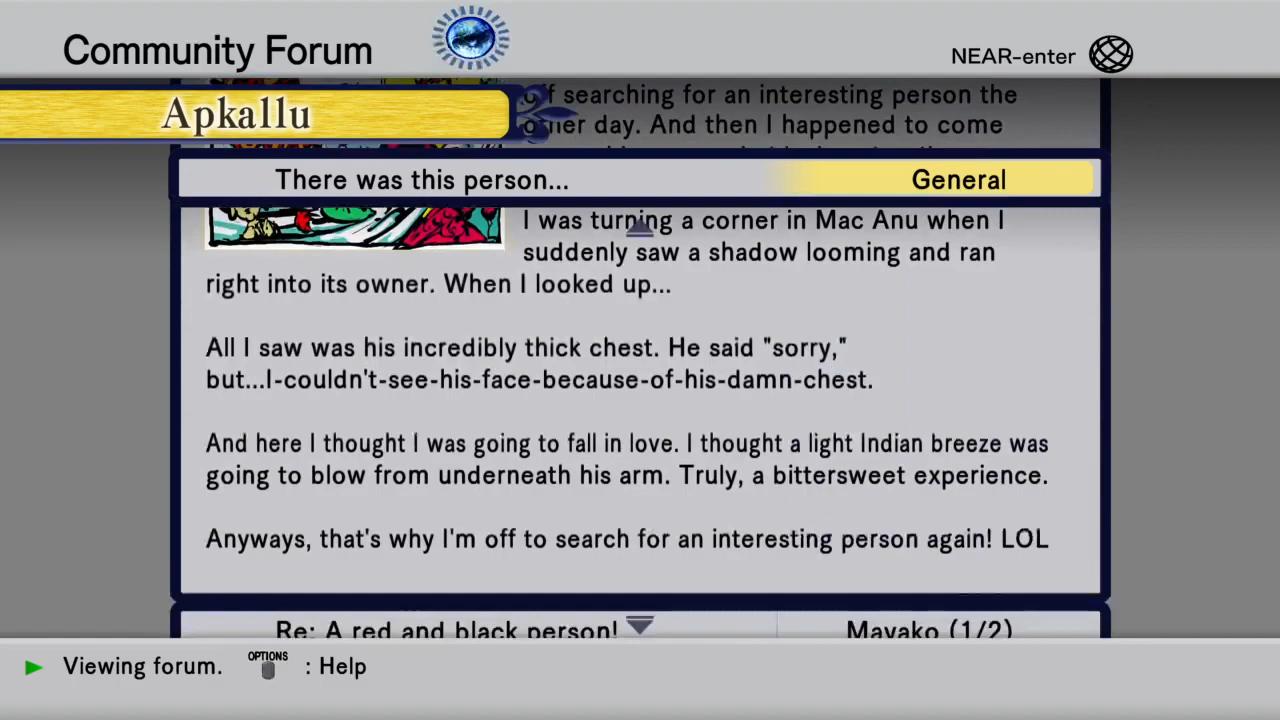 Community Forum
NEAR-enter
Apkallu
off searching for an interesting person the
other day. And then I happened to come
There was this person...
General
I was turning a corner in Mac Anu when I
suddenly saw a shadow looming and ran
right into its owner. When I looked up...
All I saw was his incredibly thick chest. He said "sorry,"
but...I-couldn't-see-his-face-because-of-his-damn-chest.
And here I thought I was going to fall in love. I thought a light Indian breeze was
going to blow from underneath his arm. Truly, a bittersweet experience.
Anyways, that's why I'm off to search for an interesting person again! LOL
Re: A red and black person!
Mayako (1/2)
Viewing forum.
OPTIONS
: Help